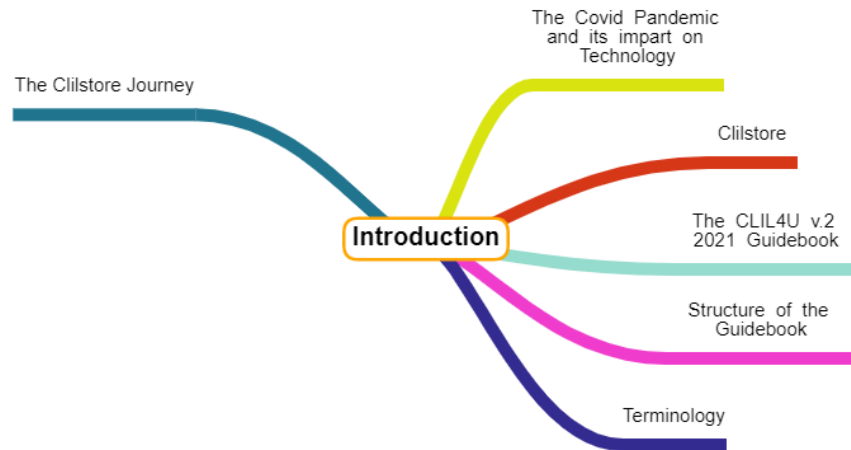 The Covid Pandemic
and its impart on
Technology
The Clilstore Journey
Clilstore
Introduction
The CLIL4U v.2
2021 Guidebook
Structure of the
Guidebook
Terminology